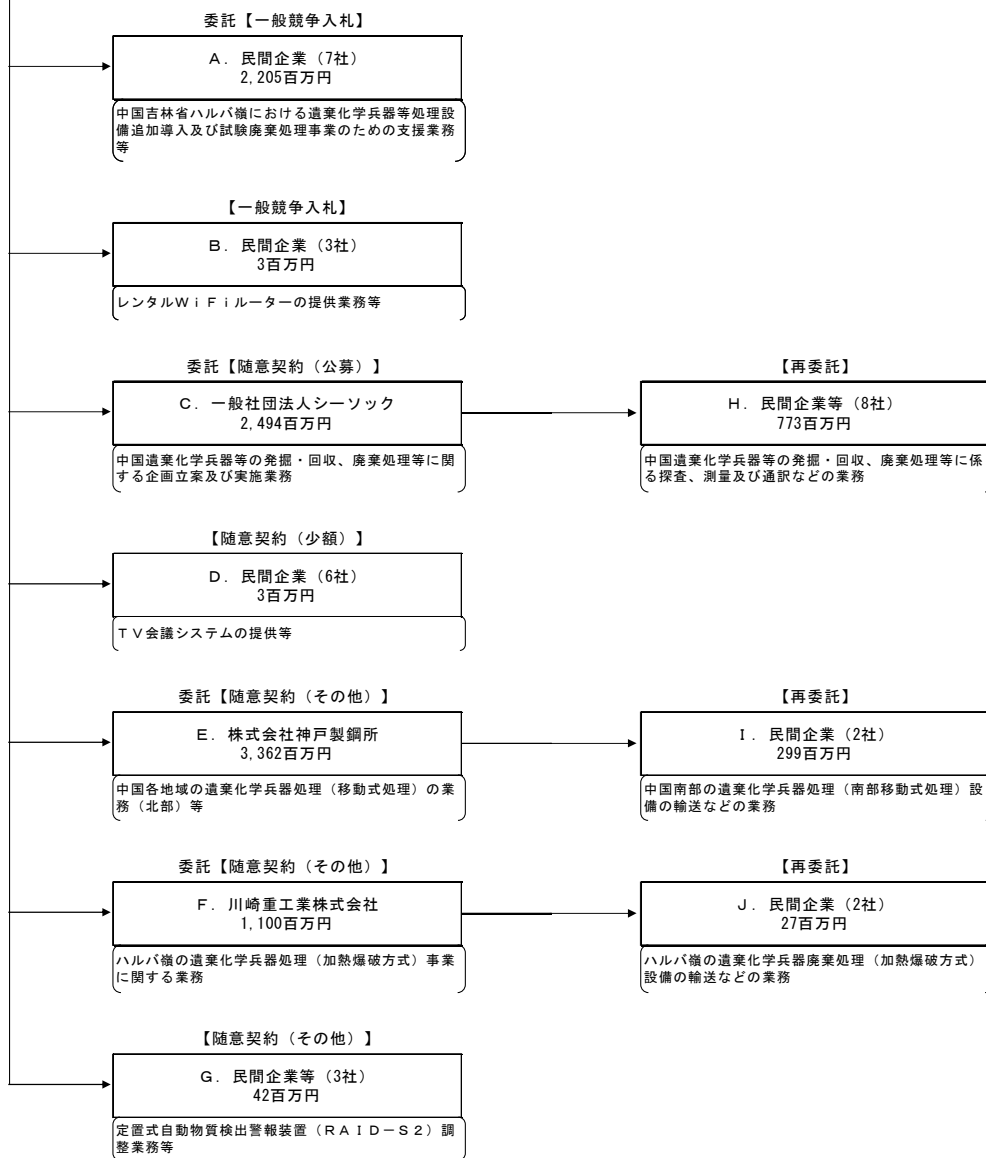 委託【一般競争入札】
A．民間企業（7社）
2,205百万円
中国吉林省ハルバ嶺における遺棄化学兵器等処理設
備追加導入及び試験廃棄処理事業のための支援業務
等
【一般競争入札】
B．民間企業（3社）
3百万円
レンタルＷｉＦｉルーターの提供業務等
委託【随意契約（公募）】
C．一般社団法人シーソック
2,494百万円
中国遺棄化学兵器等の発掘・回収、廃棄処理等に関
する企画立案及び実施業務
【再委託】
H．民間企業等（8社）
773百万円
中国遺棄化学兵器等の発掘・回収、廃棄処理等に係
る探査、測量及び通訳などの業務
【随意契約（少額）】
D．民間企業（6社）
3百万円
ＴＶ会議システムの提供等
委託【随意契約（その他）】
E．株式会社神戸製鋼所
3,362百万円
中国各地域の遺棄化学兵器処理（移動式処理）の業
務（北部）等
【再委託】
I．民間企業（2社）
299百万円
中国南部の遺棄化学兵器処理（南部移動式処理）設
備の輸送などの業務
委託【随意契約（その他）】
F．川崎重工業株式会社
1,100百万円
ハルバ嶺の遺棄化学兵器処理（加熱爆破方式）事業
に関する業務
【再委託】
J．民間企業（2社）
27百万円
ハルバ嶺の遺棄化学兵器廃棄処理（加熱爆破方式）
設備の輸送などの業務
【随意契約（その他）】
G．民間企業等（3社）
42百万円
定置式自動物質検出警報装置（ＲＡＩＤ－Ｓ２）調
整業務等